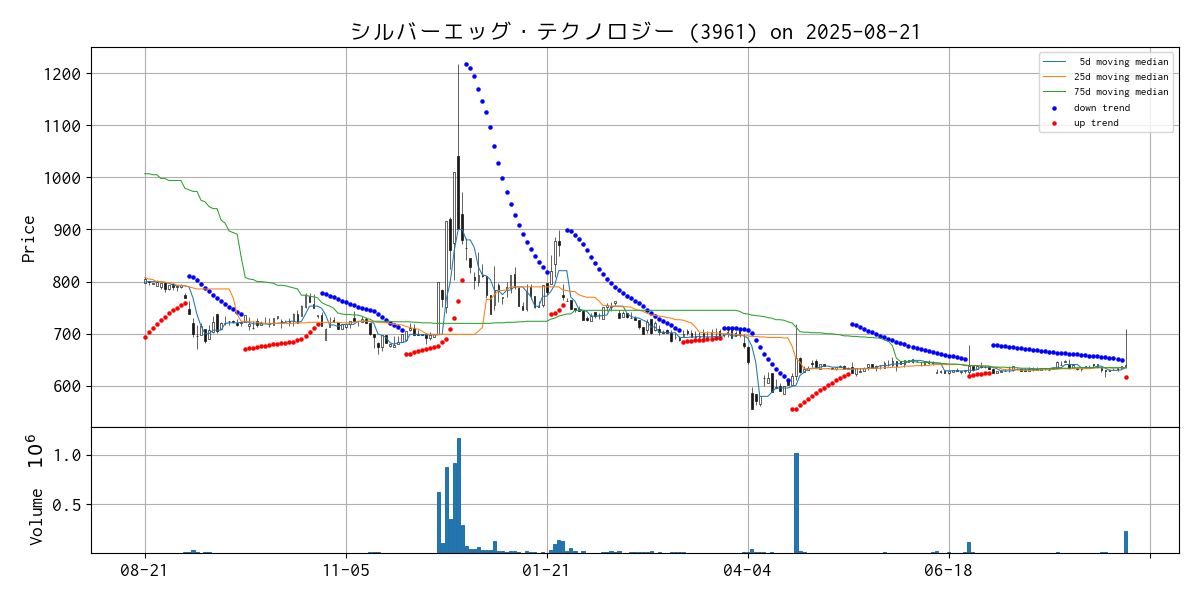 シルバーエッグ・テクノロジー (3961) on 2025-08-21
5d moving median
25d moving median
75d moving median
down trend
up trend
Price
1200
1100
1000
900
800
700
600
Volume 10^6
1.0
0.5
08-21
11-05
01-21
04-04
06-18